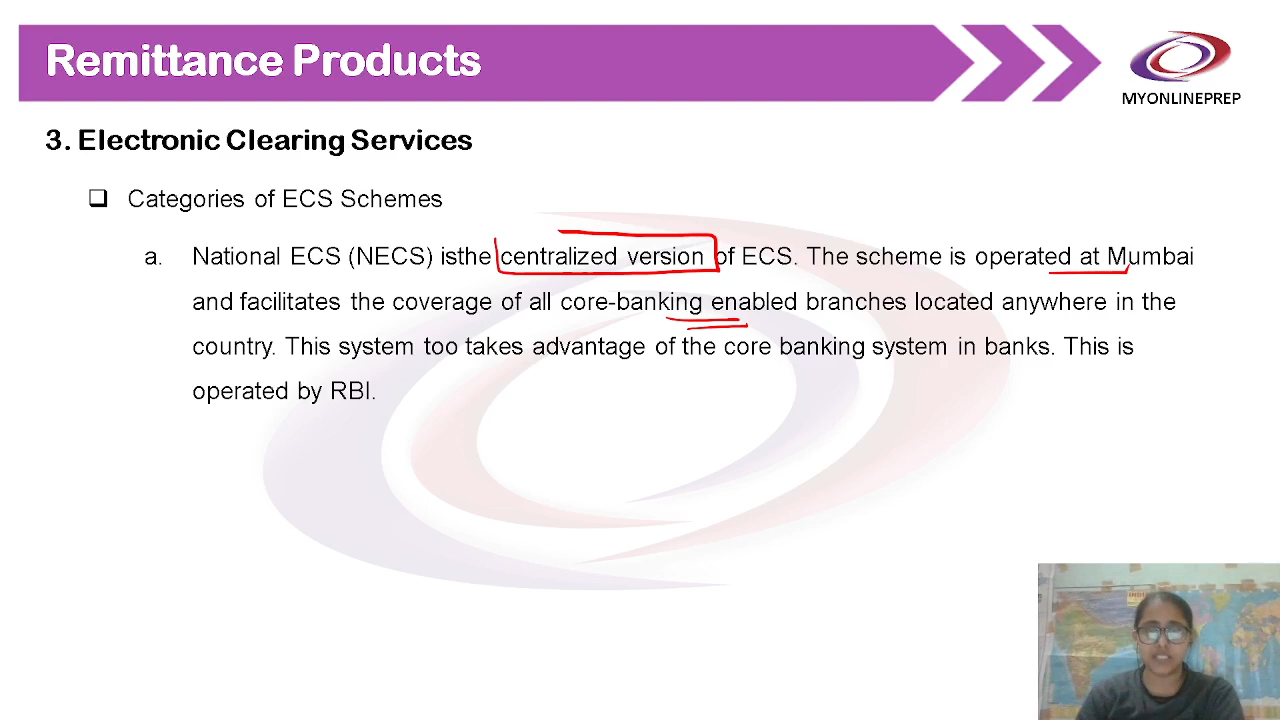 Remittance Products
MYONLINEPREP
3. Electronic Clearing Services
Categories of ECS Schemes
a. National ECS (NECS) isthe centralized version of ECS. The scheme is operated at Mumbai
and facilitates the coverage of all core-banking enabled branches located anywhere in the
country. This system too takes advantage of the core banking system in banks. This is
operated by RBI.